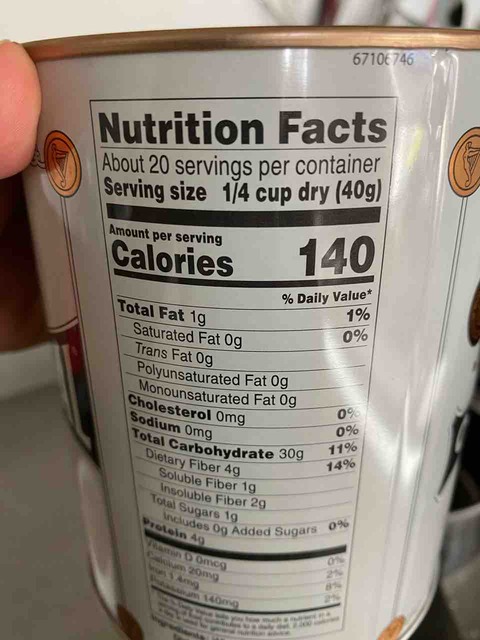 67106746
Nutrition Facts
About 20 servings per container
Serving size 1/4 cup dry (40g)
Amount per serving
Calories 140
% Daily Value*
Total Fat 1g 1%
Saturated Fat 0g 0%
Trans Fat 0g
Polyunsaturated Fat 0g
Monounsaturated Fat 0g
Cholesterol 0mg 0%
Sodium 0mg 0%
Total Carbohydrate 30g 11%
Dietary Fiber 4g 14%
Soluble Fiber 1g
Insoluble Fiber 2g
Total Sugars 1g
Includes 0g Added Sugars 0%
Protein 4g
Vitamin D 0mcg 0%
Calcium 20mg 2%
Iron 1.4mg 8%
Potassium 140mg 2%